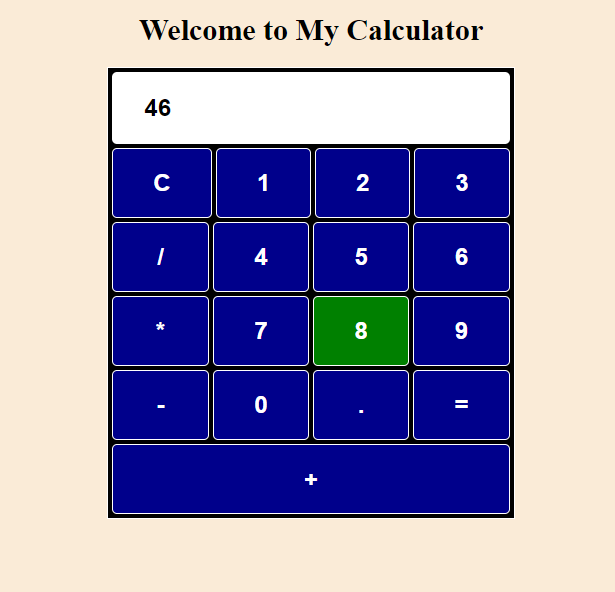 Welcome to My Calculator
46
C 1 2 3
/ 4 5 6
* 7 8 9
- 0 . =
+